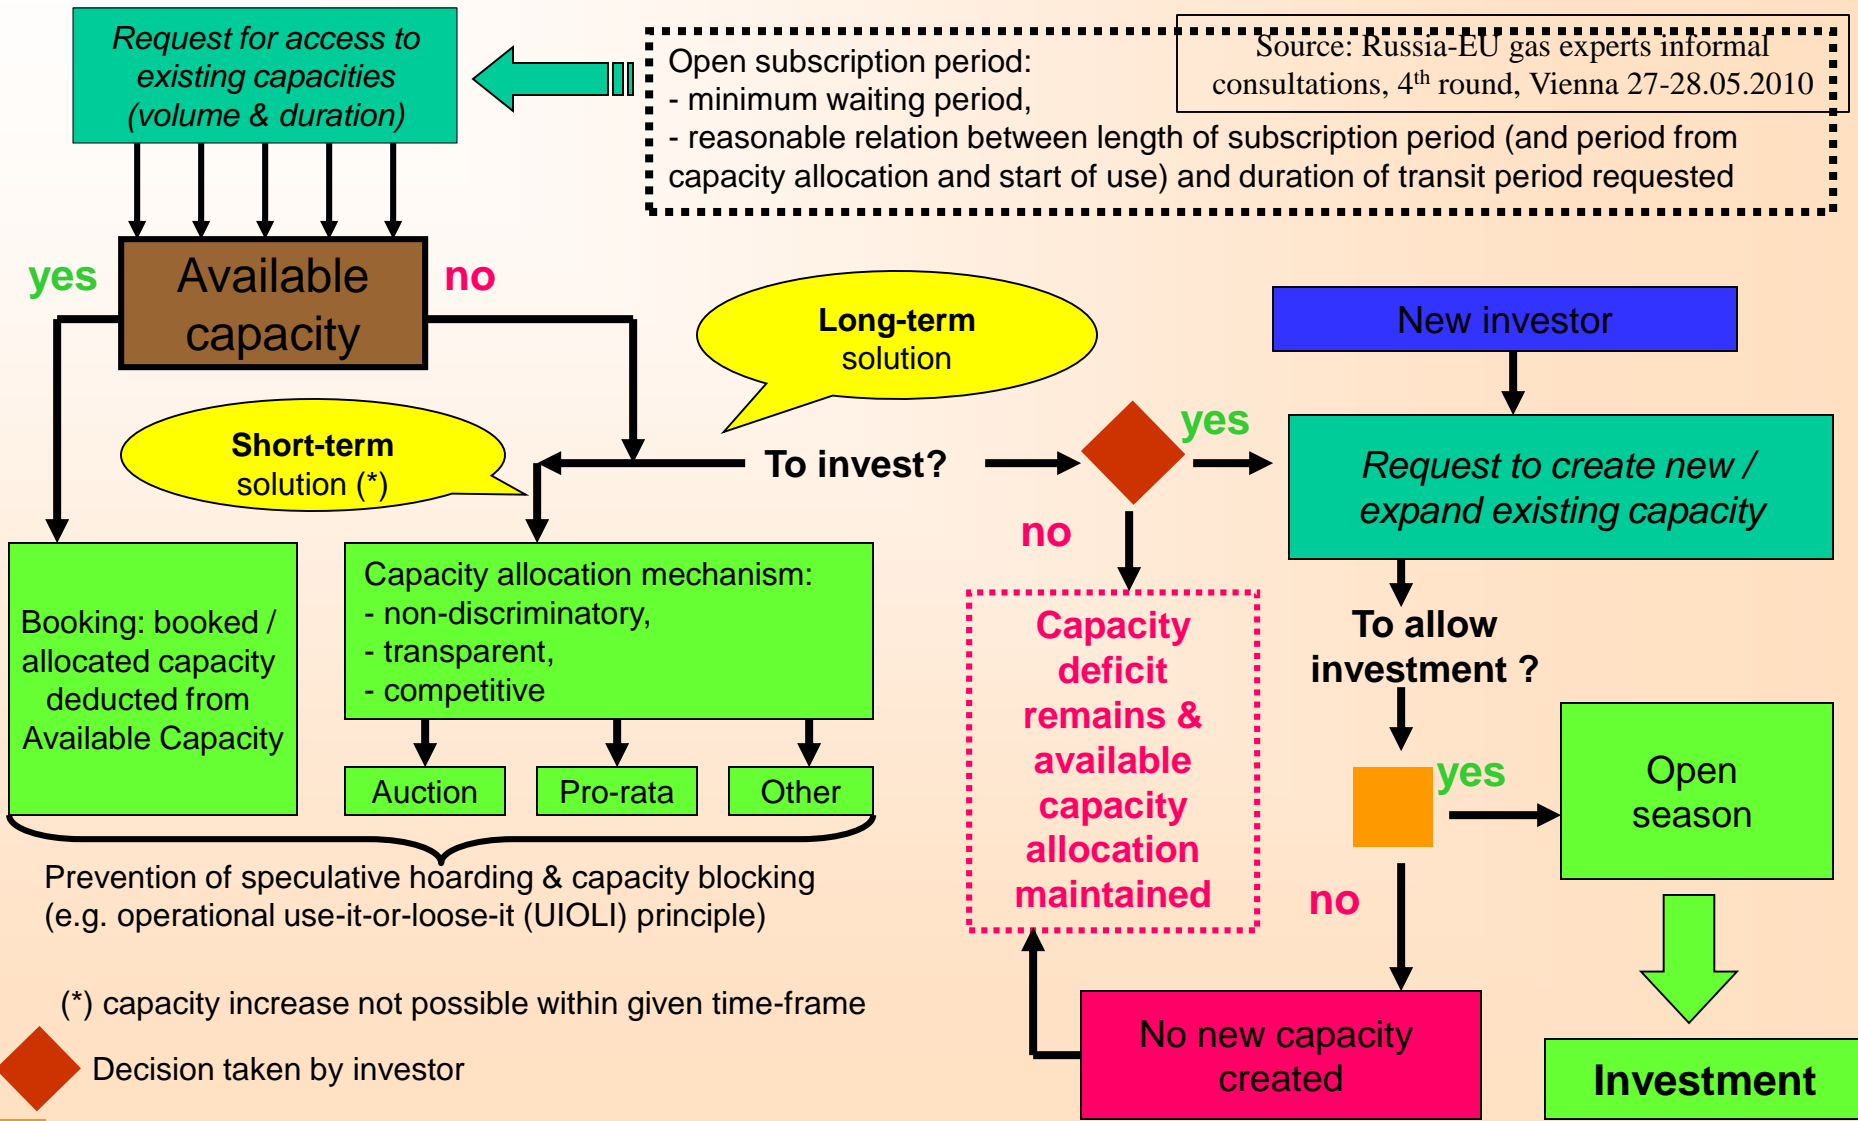 Request for access to
existing capacities
(volume & duration)
Source: Russia-EU gas experts informal
consultations, 4th round, Vienna 27-28.05.2010
Open subscription period:
- minimum waiting period,
- reasonable relation between length of subscription period (and period from
capacity allocation and start of use) and duration of transit period requested
yes
Available
capacity
no
Long-term
solution
New investor
Short-term
solution (*)
To invest?
yes
no
Request to create new /
expand existing capacity
Booking: booked /
allocated capacity
deducted from
Available Capacity
Capacity allocation mechanism:
- non-discriminatory,
- transparent,
- competitive
Auction
Pro-rata
Other
Capacity
deficit
remains &
available
capacity
allocation
maintained
To allow
investment ?
yes
no
Open
season
Prevention of speculative hoarding & capacity blocking
(e.g. operational use-it-or-loose-it (UIOLI) principle)
(*) capacity increase not possible within given time-frame
Decision taken by investor
No new capacity
created
Investment